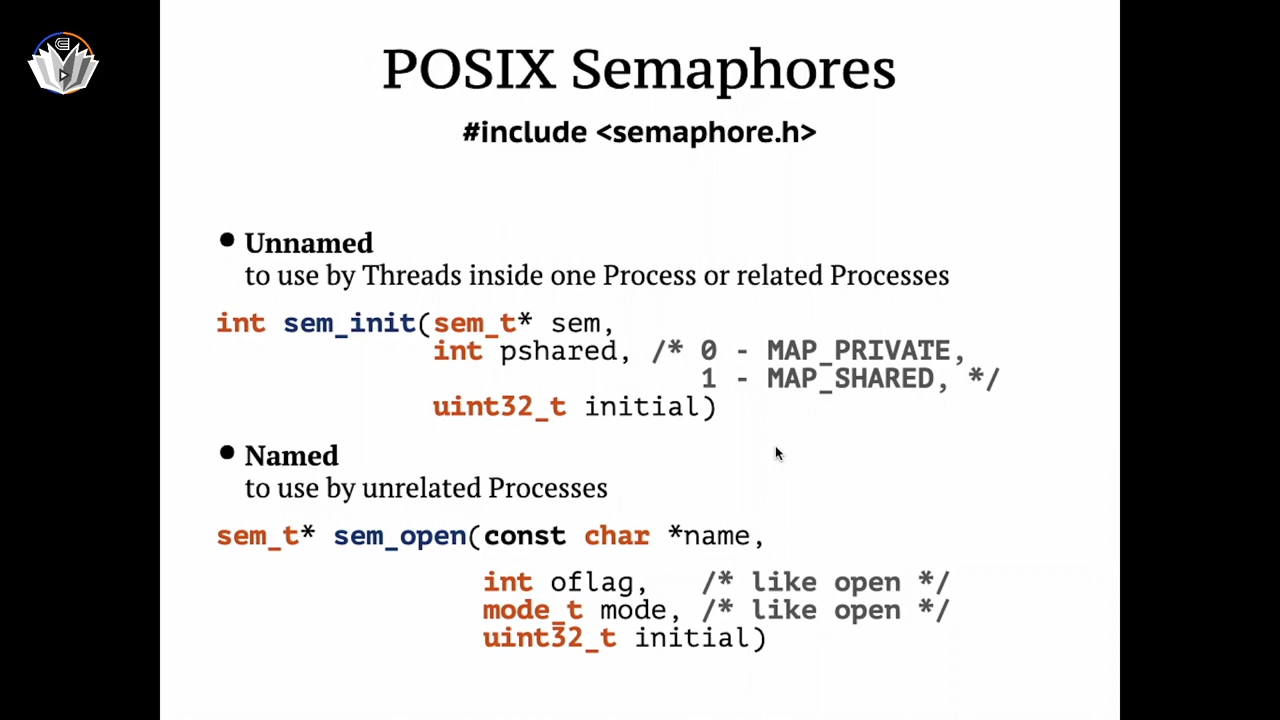 POSIX Semaphores
#include <semaphore.h>
• Unnamed
to use by Threads inside one Process or related Processes
int sem_init(sem_t* sem,
int pshared, /* 0 - MAP_PRIVATE,
1 - MAP_SHARED, */
uint32_t initial)
• Named
to use by unrelated Processes
sem_t* sem_open(const char *name,
int oflag, /* like open */
mode_t mode, /* like open */
uint32_t initial)